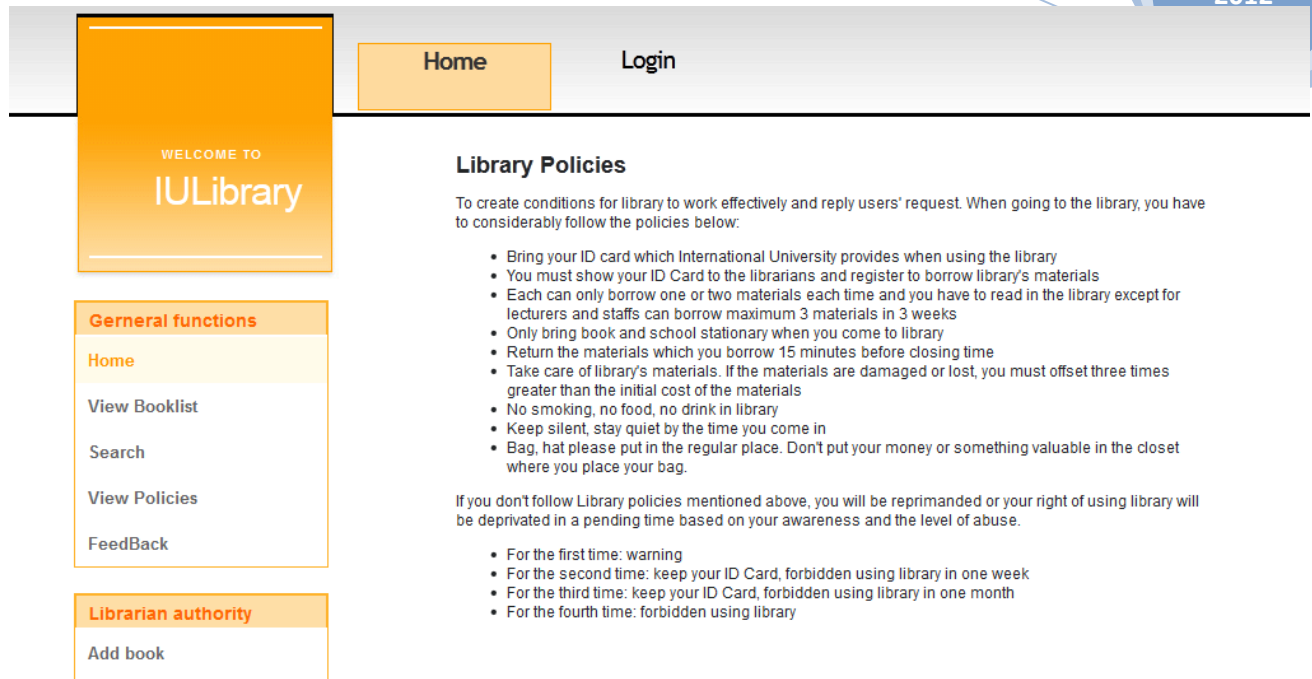 2012
Home
Login
WELCOME TO
IULibrary
Gerneral functions
Home
View Booklist
Search
View Policies
FeedBack
Librarian authority
Add book
Library Policies
To create conditions for library to work effectively and reply users' request. When going to the library, you have
to considerably follow the policies below:
• Bring your ID card which International University provides when using the library
• You must show your ID Card to the librarians and register to borrow library's materials
• Each can only borrow one or two materials each time and you have to read in the library except for
lecturers and staffs can borrow maximum 3 materials in 3 weeks
• Only bring book and school stationary when you come to library
• Return the materials which you borrow 15 minutes before closing time
• Take care of library's materials. If the materials are damaged or lost, you must offset three times
greater than the initial cost of the materials
• No smoking, no food, no drink in library
• Keep silent, stay quiet by the time you come in
• Bag, hat please put in the regular place. Don't put your money or something valuable in the closet
where you place your bag.
If you don't follow Library policies mentioned above, you will be reprimanded or your right of using library will
be deprivated in a pending time based on your awareness and the level of abuse.
• For the first time: warning
• For the second time: keep your ID Card, forbidden using library in one week
• For the third time: keep your ID Card, forbidden using library in one month
• For the fourth time: forbidden using library